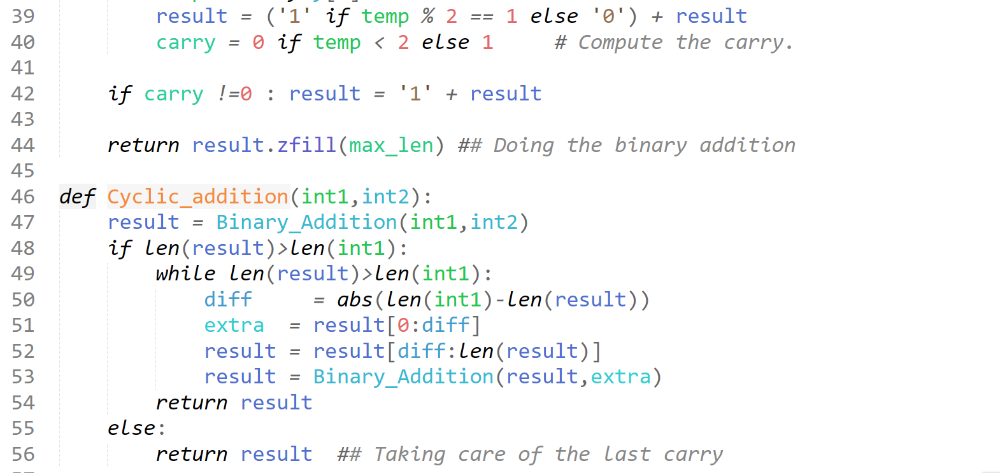 39 result = ('1' if temp % 2 == 1 else '0') + result
40 carry = 0 if temp < 2 else 1 # Compute the carry.
41
42 if carry !=0 : result = '1' + result
43
44 return result.zfill(max_len) ## Doing the binary addition
45
46 def Cyclic_addition(int1,int2):
47 result = Binary_Addition(int1,int2)
48 if len(result)>len(int1):
49 while len(result)>len(int1):
50 diff = abs(len(int1)-len(result))
51 extra = result[0:diff]
52 result = result[diff:len(result)]
53 result = Binary_Addition(result,extra)
54 return result
55 else:
56 return result ## Taking care of the last carry